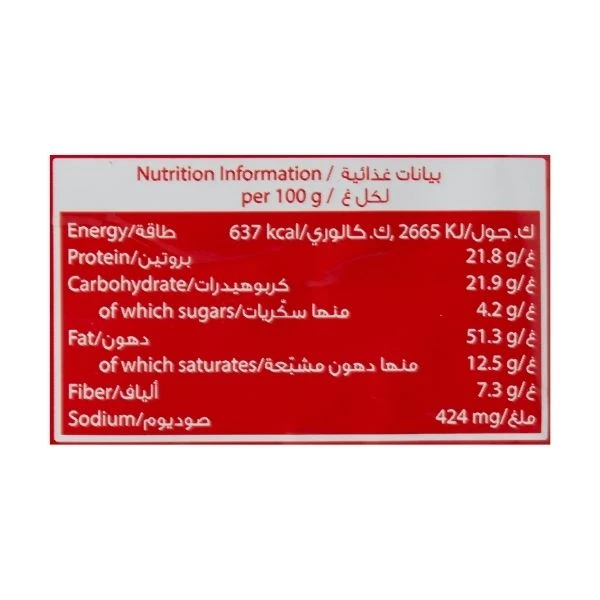 Nutrition Information / بيانات غذائية
per 100 g / لكل غ
Energy/طاقة 637 kcal/ك.كالوري, 2665 KJ/ك.جول
Protein/بروتين 21.8 g/غ
Carbohydrate/كربوهيدرات 21.9 g/غ
of which sugars/منها سكّريات 4.2 g/غ
Fat/دهون 51.3 g/غ
of which saturates/منها دهون مشبّعة 12.5 g/غ
Fiber/ألياف 7.3 g/غ
Sodium/صوديوم 424 mg/ملغ